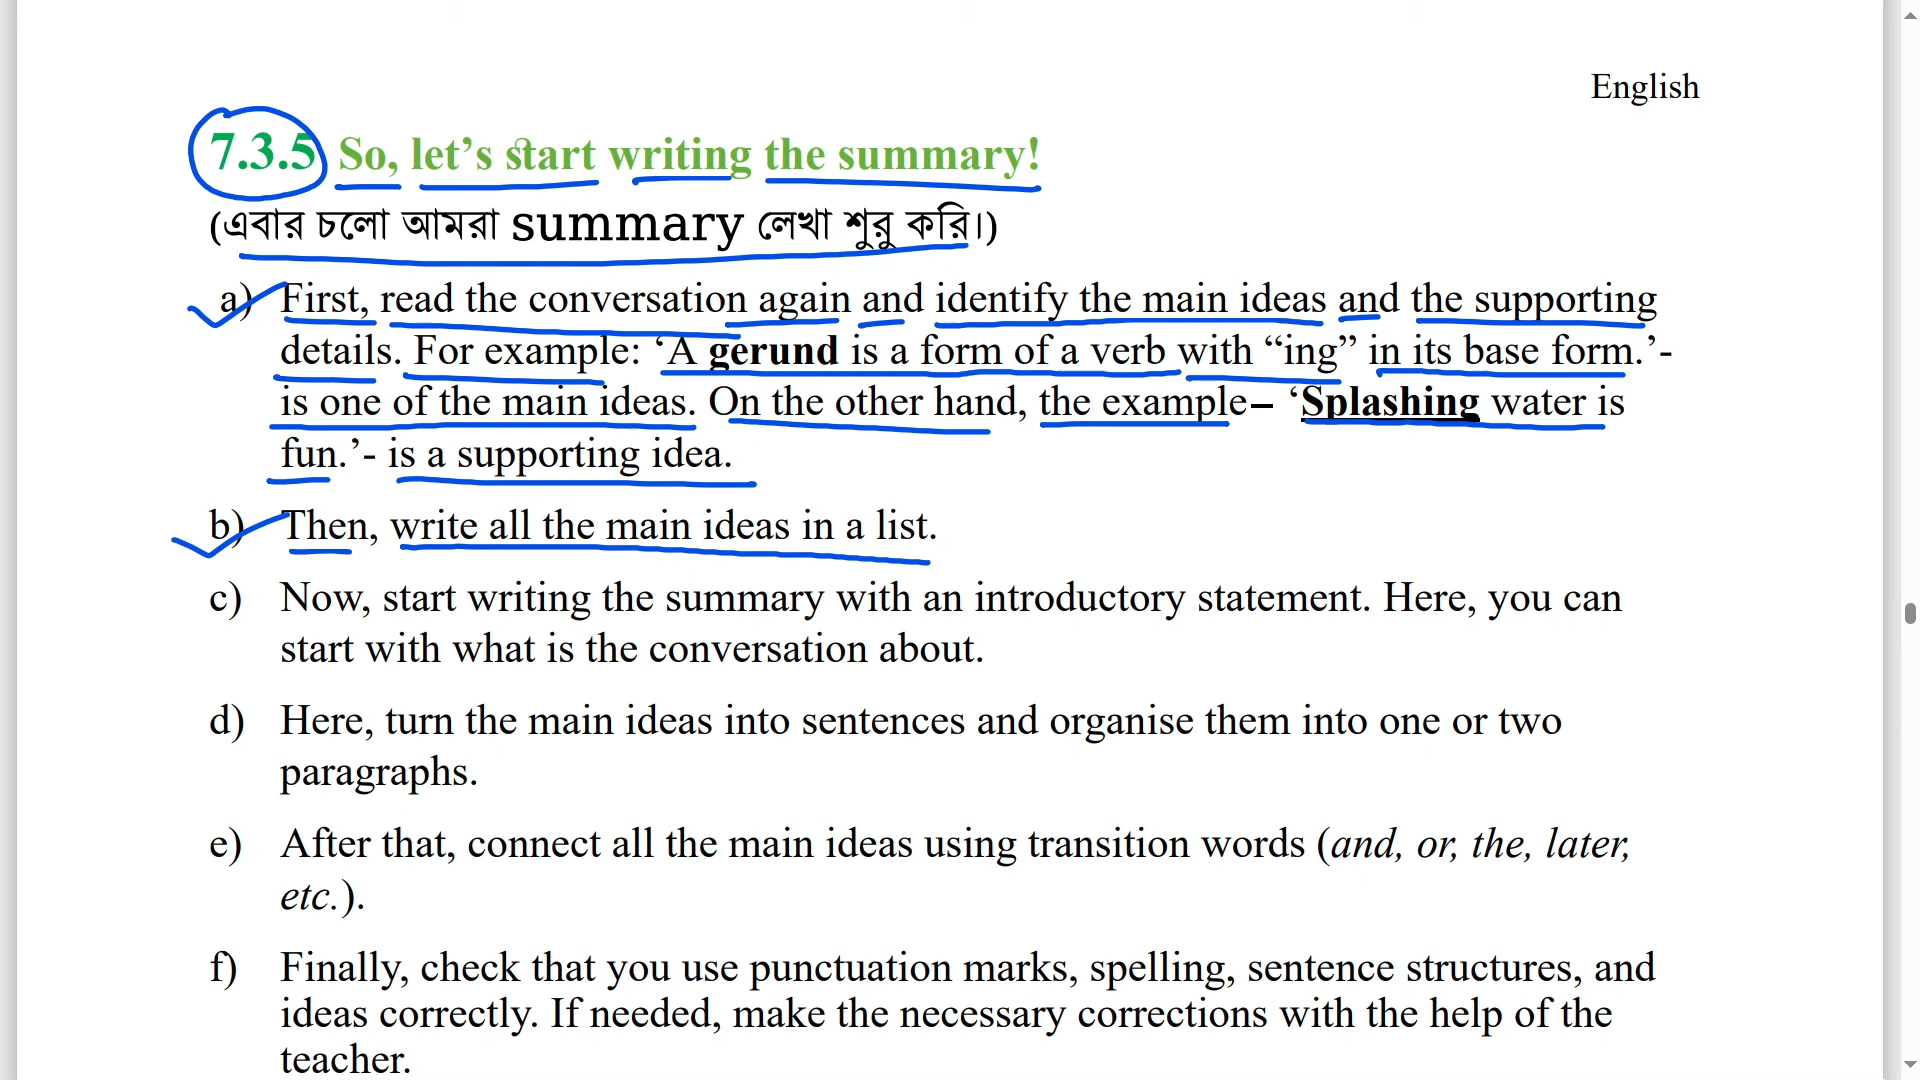 English
7.3.5 So, let’s start writing the summary!
(এবার চলো আমরা summary লেখা শুরু করি।)
a) First, read the conversation again and identify the main ideas and the supporting
details. For example: ‘A gerund is a form of a verb with “ing” in its base form.’-
is one of the main ideas. On the other hand, the example– ‘Splashing water is
fun.’- is a supporting idea.
b) Then, write all the main ideas in a list.
c) Now, start writing the summary with an introductory statement. Here, you can
start with what is the conversation about.
d) Here, turn the main ideas into sentences and organise them into one or two
paragraphs.
e) After that, connect all the main ideas using transition words (and, or, the, later,
etc.).
f) Finally, check that you use punctuation marks, spelling, sentence structures, and
ideas correctly. If needed, make the necessary corrections with the help of the
teacher.